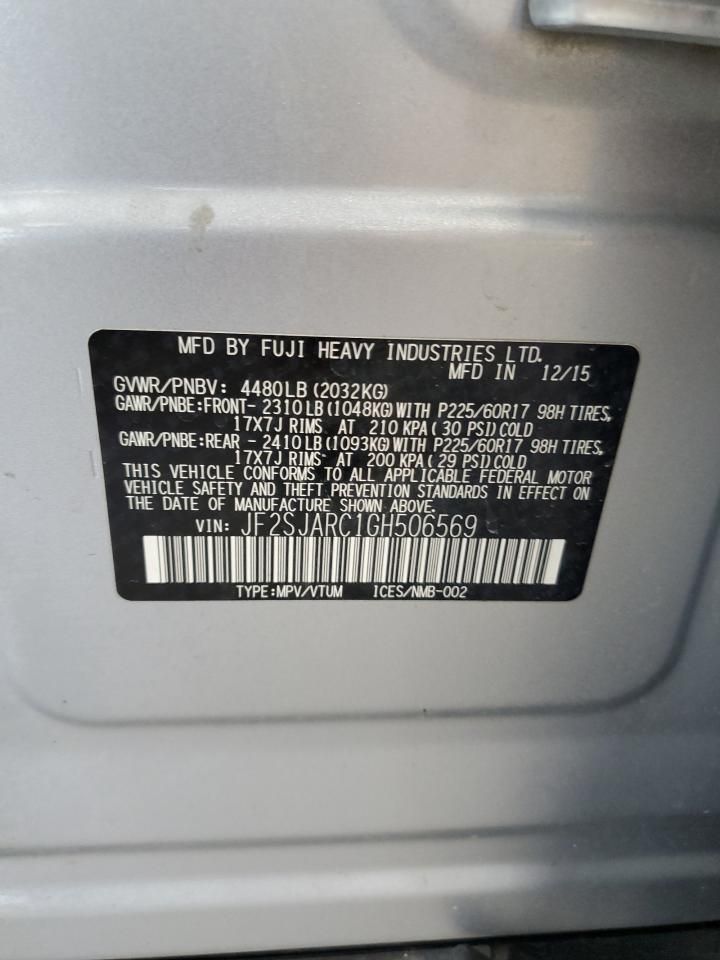 MFD BY FUJI HEAVY INDUSTRIES LTD.
MFD IN 12/15
GVWR/PNBV: 4480LB(2032KG)
GAWR/PNBE:FRONT- 2310LB(1048KG)WITH P225/60R17 98H TIRES,
17X7J RIMS AT 210 KPA(30 PSI)COLD
GAWR/PNBE:REAR - 2410LB(1093KG)WITH P225/60R17 98H TIRES,
17X7J RIMS AT 200 KPA(29 PSI)COLD
THIS VEHICLE CONFORMS TO ALL APPLICABLE FEDERAL MOTOR
VEHICLE SAFETY AND THEFT PREVENTION STANDARDS IN EFFECT ON
THE DATE OF MANUFACTURE SHOWN ABOVE.
VIN: JF2SJARC1GH506569
TYPE:MPV/VTUM ICES/NMB-002